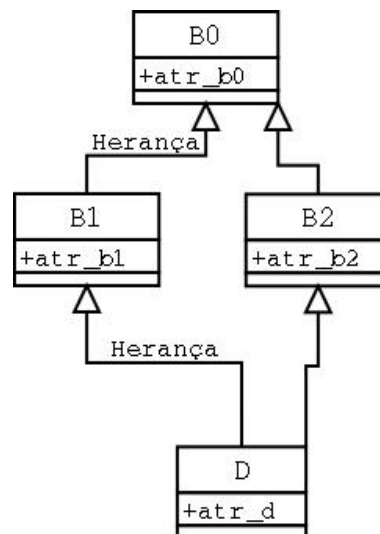 B0
+atr_b0
Herança
B1
B2
+atr_b1
+atr_b2
Herança
D
+atr_d